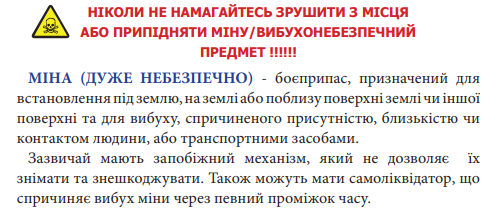 НІКОЛИ НЕ НАМАГАЙТЕСЬ ЗРУШИТИ З МІСЦЯ
АБО ПРИПІДНЯТИ МІНУ/ВИБУХОНЕБЕЗПЕЧНИЙ
ПРЕДМЕТ !!!!!!
МІНА (ДУЖЕ НЕБЕЗПЕЧНО) - боєприпас, призначений для
встановлення під землю, на землі або поблизу поверхні землі чи іншої
поверхні та для вибуху, спричиненого присутністю, близькістю чи
контактом людини, або транспортними засобами.
Зазвичай мають запобіжний механізм, який не дозволяє їх
знімати та знешкоджувати. Також можуть мати самоліквідатор, що
спричиняє вибух міни через певний проміжок часу.